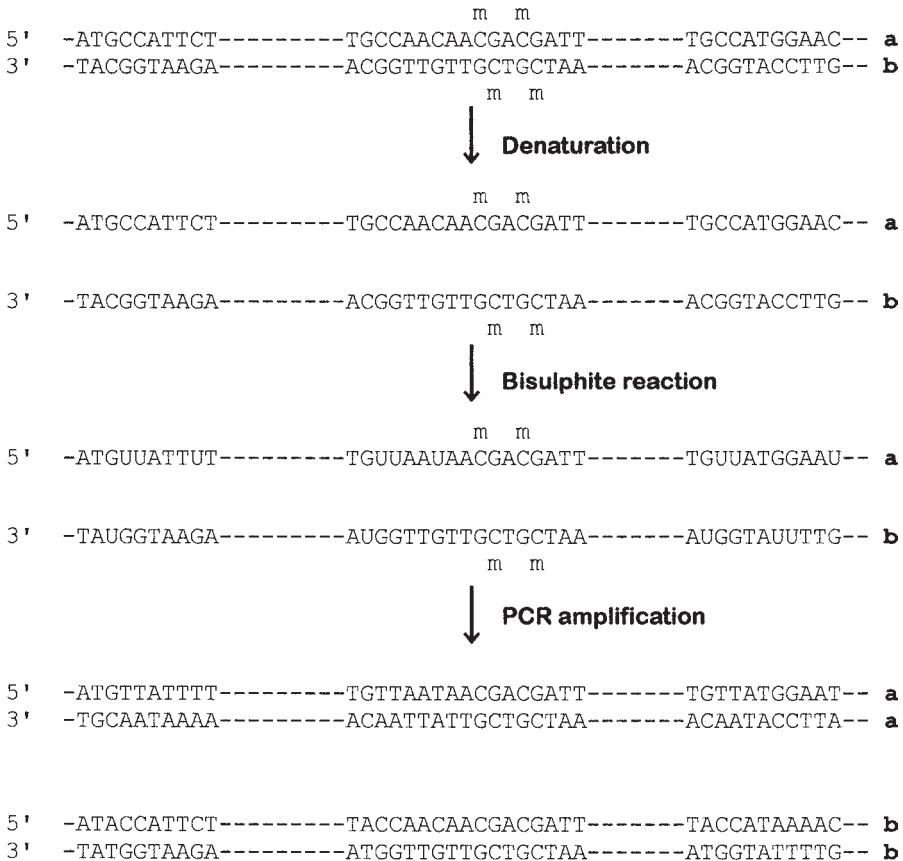 m m
5' -ATGCCATTCT---------TGCCAACAACGACGATT-------TGCCATGGAAC-- a
3' -TACGGTAAGA---------ACGGTTGTTGCTGCTAA-------ACGGTACCTTG-- b
m m
Denaturation
m m
5' -ATGCCATTCT---------TGCCAACAACGACGATT-------TGCCATGGAAC-- a
3' -TACGGTAAGA---------ACGGTTGTTGCTGCTAA-------ACGGTACCTTG-- b
m m
Bisulphite reaction
m m
5' -ATGUUATTUT---------TGUUAAUAACGACGATT-------TGUUATGGAAU-- a
3' -TAUGGTAAGA---------AUGGTTGTTGCTGCTAA-------AUGGTAUUTTG-- b
m m
PCR amplification
5' -ATGTTATTTT---------TGTTAATAACGACGATT-------TGTTATGGAAT-- a
3' -TGCAATAAAA---------ACAATTATTGCTGCTAA-------ACAATACCTTA-- a
5' -ATACCATTCT---------TACCAACAACGACGATT-------TACCATAAAAC-- b
3' -TATGGTAAGA---------ATGGTTGTTGCTGCTAA-------ATGGTATTTTG-- b